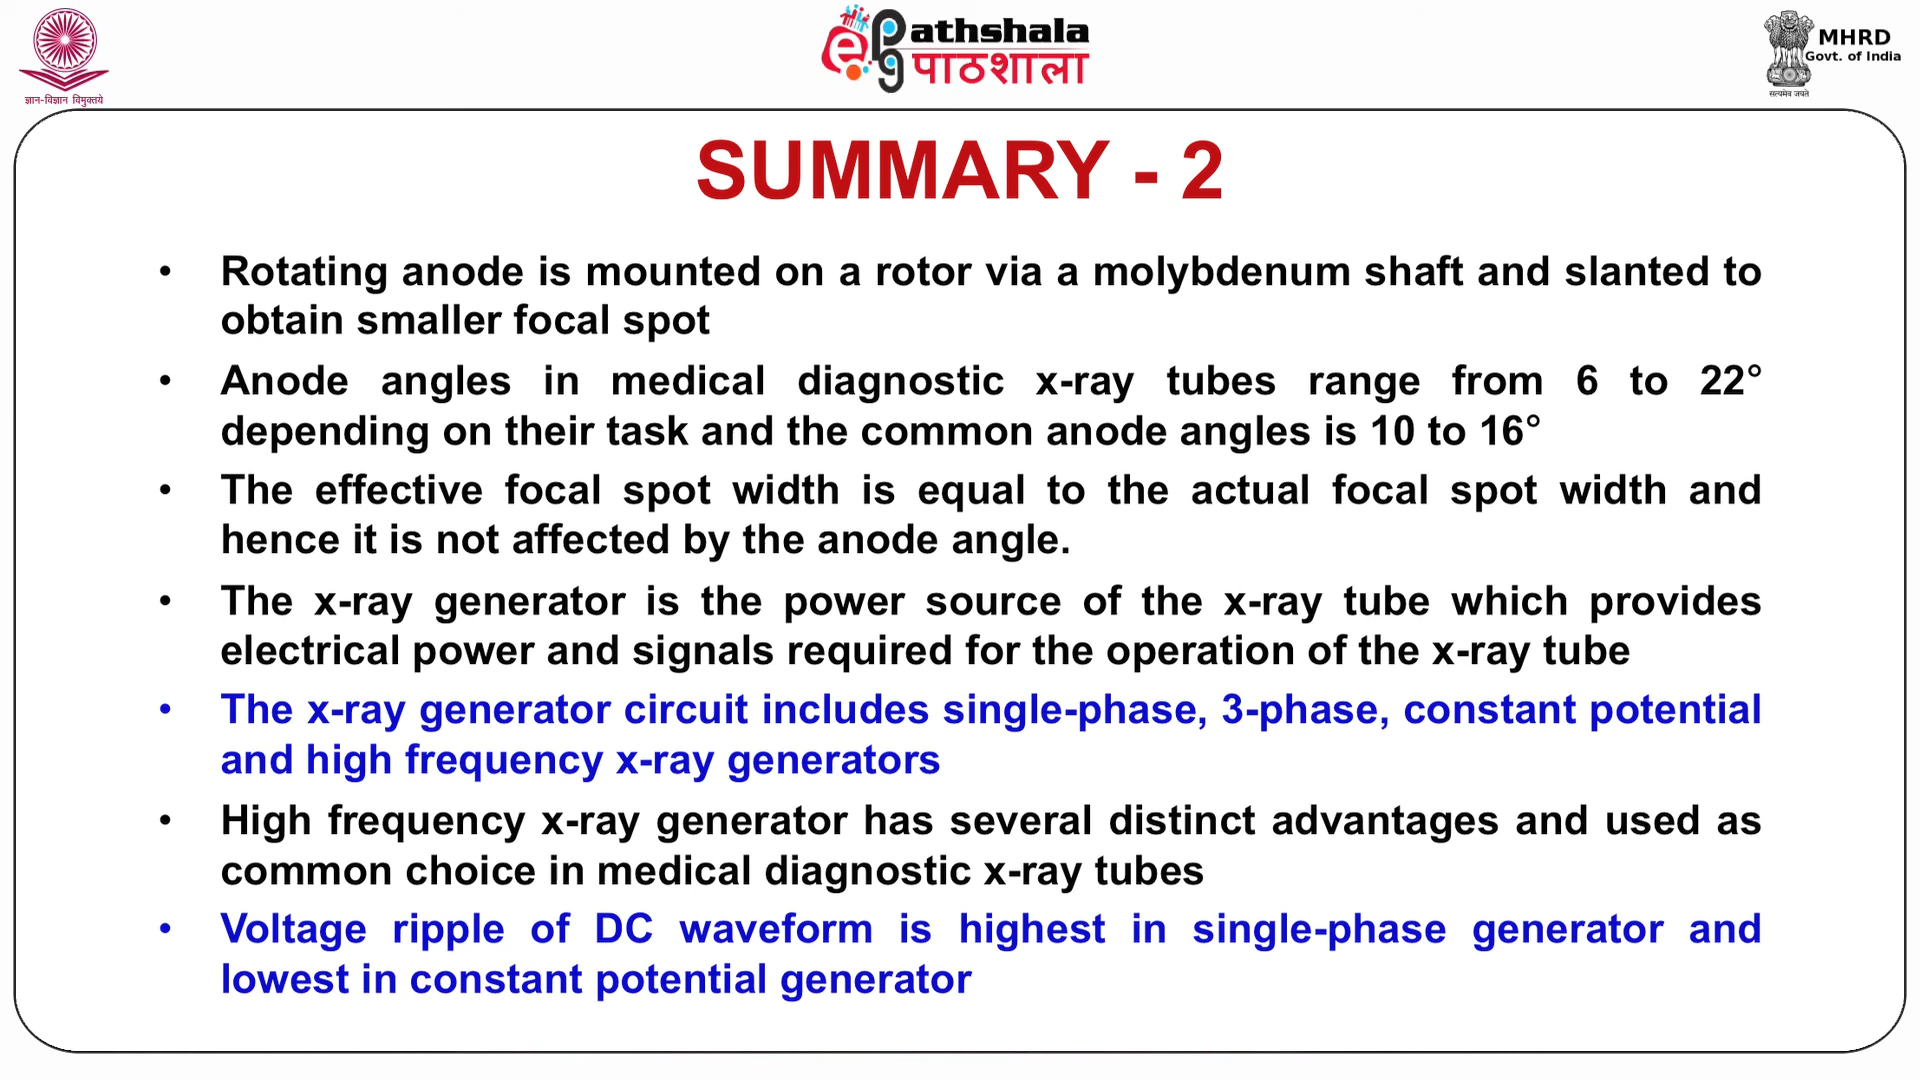 ज्ञान-विज्ञान विमुक्तये
e PG Pathshala
पाठशाला
सत्यमेव जयते
MHRD
Govt. of India
SUMMARY - 2
• Rotating anode is mounted on a rotor via a molybdenum shaft and slanted to
obtain smaller focal spot
• Anode angles in medical diagnostic x-ray tubes range from 6 to 22°
depending on their task and the common anode angles is 10 to 16°
• The effective focal spot width is equal to the actual focal spot width and
hence it is not affected by the anode angle.
• The x-ray generator is the power source of the x-ray tube which provides
electrical power and signals required for the operation of the x-ray tube
• The x-ray generator circuit includes single-phase, 3-phase, constant potential
and high frequency x-ray generators
• High frequency x-ray generator has several distinct advantages and used as
common choice in medical diagnostic x-ray tubes
• Voltage ripple of DC waveform is highest in single-phase generator and
lowest in constant potential generator